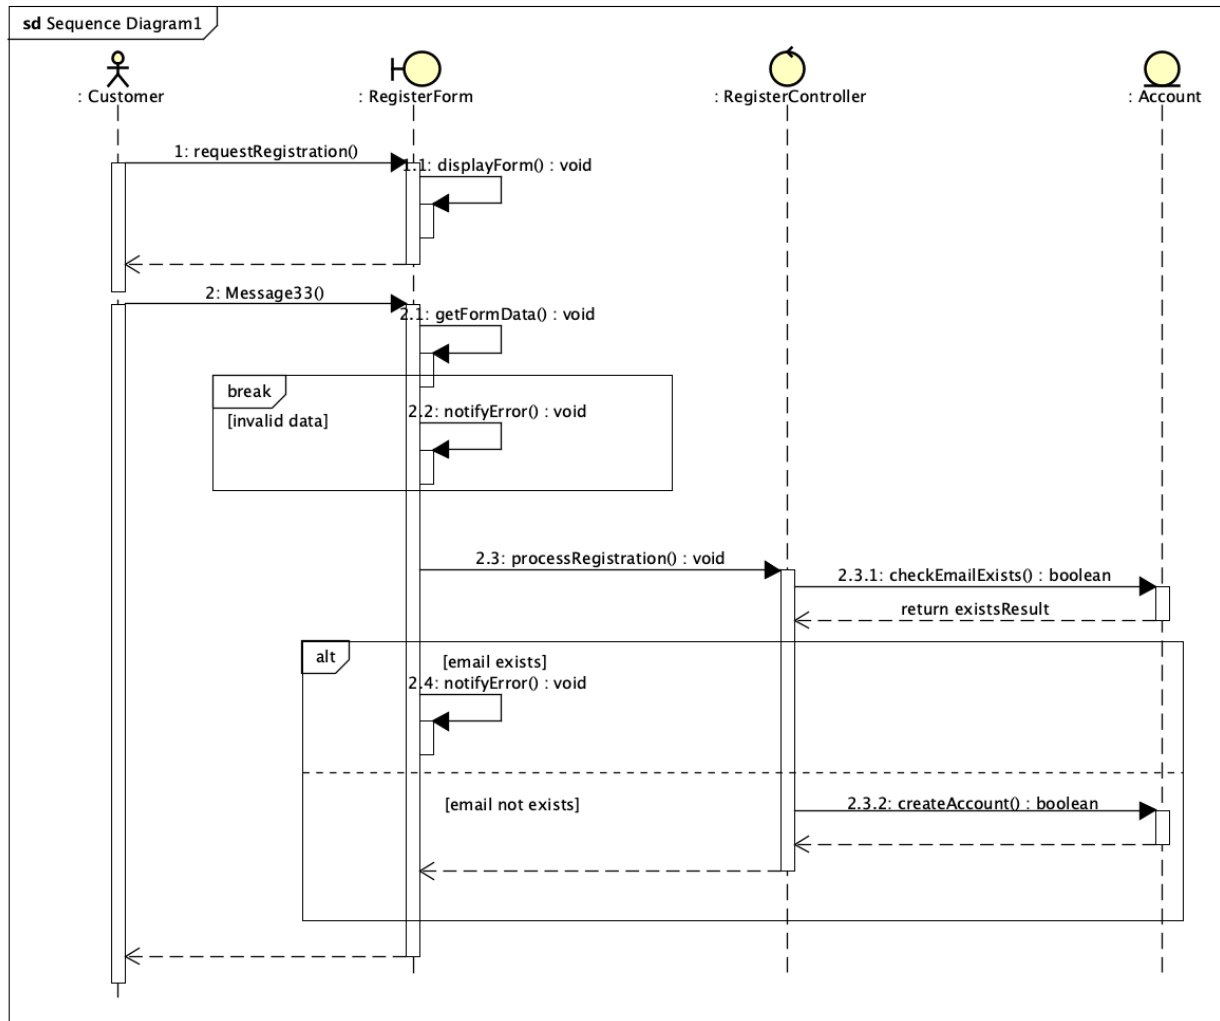 sd Sequence Diagram1
: Customer
: RegisterForm
: RegisterController
: Account
1: requestRegistration()
1.1: displayForm() : void
2: Message33()
2.1: getFormData() : void
break
[invalid data]
2.2: notifyError() : void
2.3: processRegistration() : void
2.3.1: checkEmailExists() : boolean
return existsResult
alt
[email exists]
2.4: notifyError() : void
[email not exists]
2.3.2: createAccount() : boolean